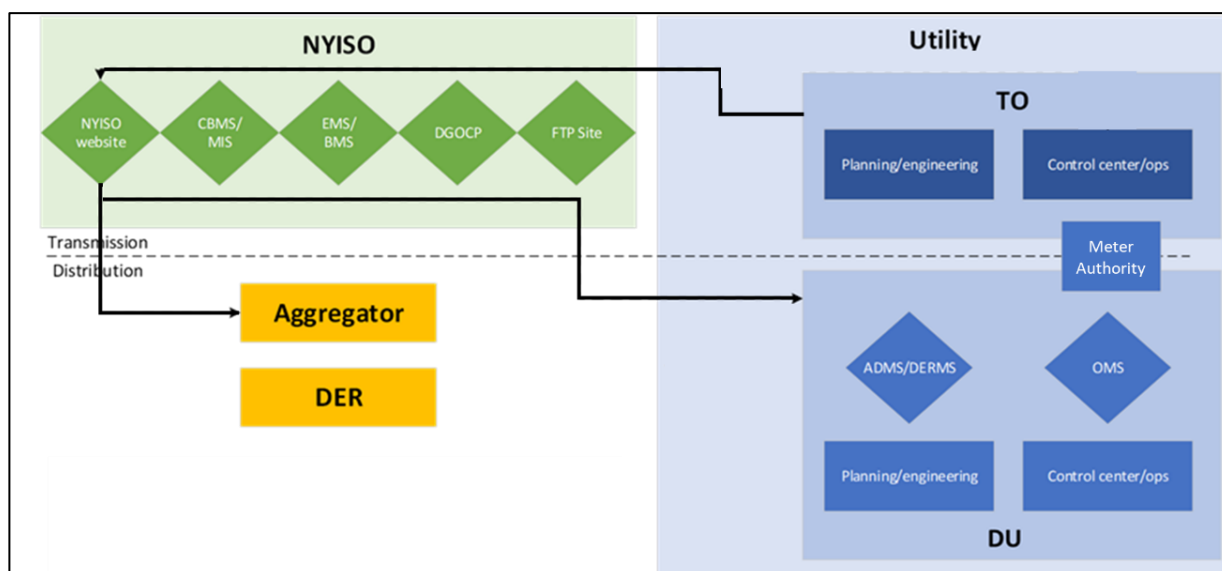 NYISO
Utility
NYISO
website
CBMS/
MIS
EMS/
BMS
DGOCP
FTP Site
TO
Planning/engineering
Control center/ops
Transmission
Distribution
Meter
Authority
Aggregator
DER
ADMS/DERMS
OMS
Planning/engineering
Control center/ops
DU